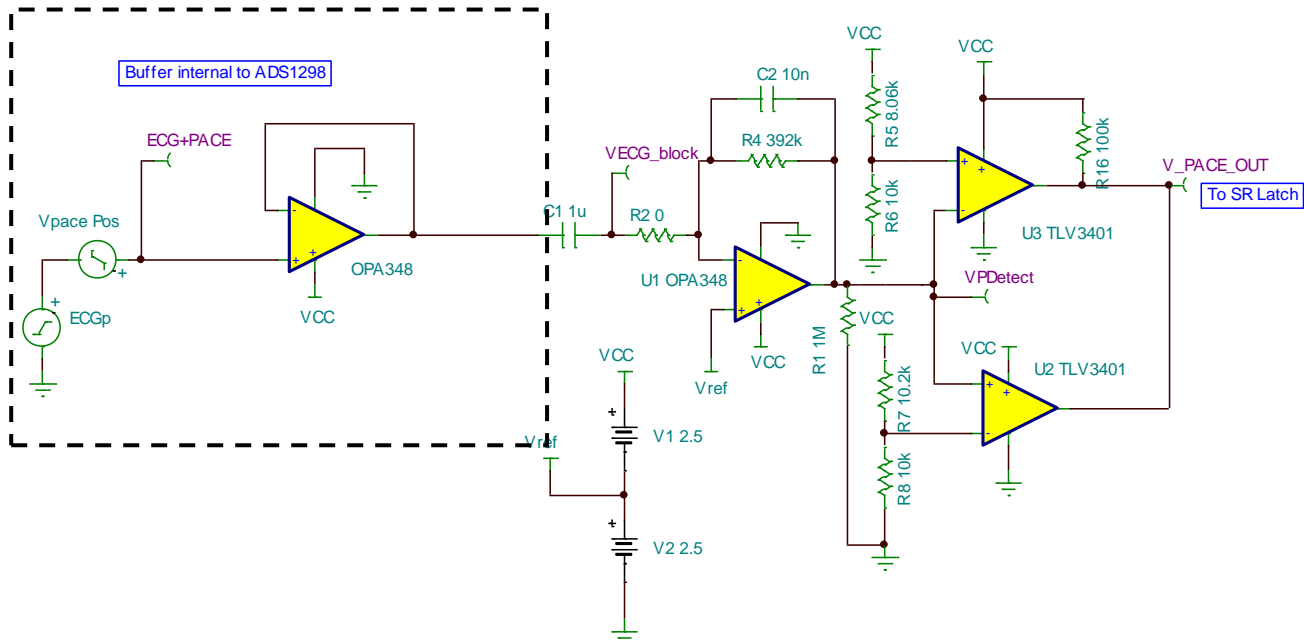 Buffer internal to ADS1298
ECG+PACE
Vpace Pos
+
ECGp
+
-
+
OPA348
VCC
C1 1u
VECG_block
R2 0
C2 10n
R4 392k
U1 OPA348
-
+
+
VCC
Vref
R1 1M
VCC
R5 8.06k
R6 10k
VCC
+
+
-
U3 TLV3401
R16 100k
V_PACE_OUT
To SR Latch
VPDetect
VCC
R7 10.2k
R8 10k
VCC
+
+
-
U2 TLV3401
VCC
+
V1 2.5
Vref
+
V2 2.5